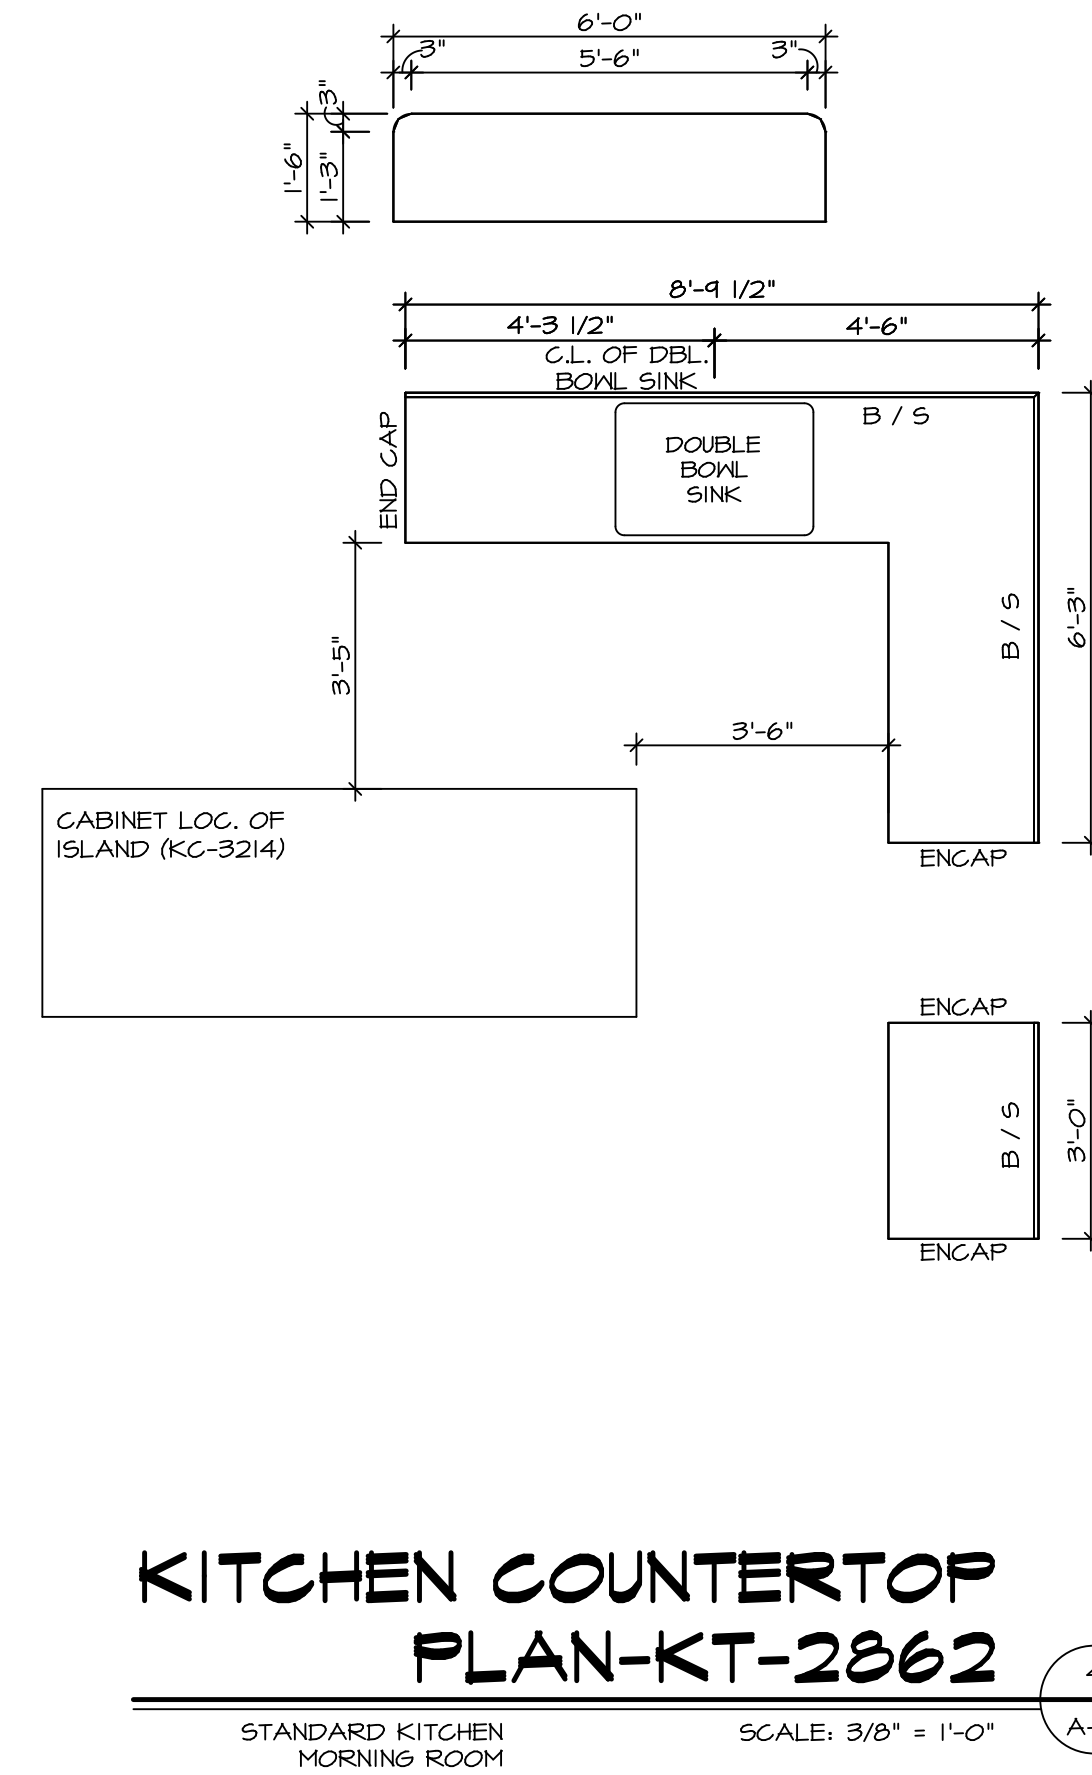 6'-0"
3"
5'-6"
3"
3"
1'-6"
1'-3"
8'-9 1/2"
4'-3 1/2"
4'-6"
C.L. OF DBL.
BOWL SINK
B / S
END CAP
DOUBLE
BOWL
SINK
B / S
6'-3"
3'-5"
3'-6"
CABINET LOC. OF
ISLAND (KC-3214)
ENCAP
ENCAP
B / S
3'-0"
ENCAP
KITCHEN COUNTERTOP
PLAN-KT-2862
STANDARD KITCHEN
MORNING ROOM
SCALE: 3/8" = 1'-0"
A-